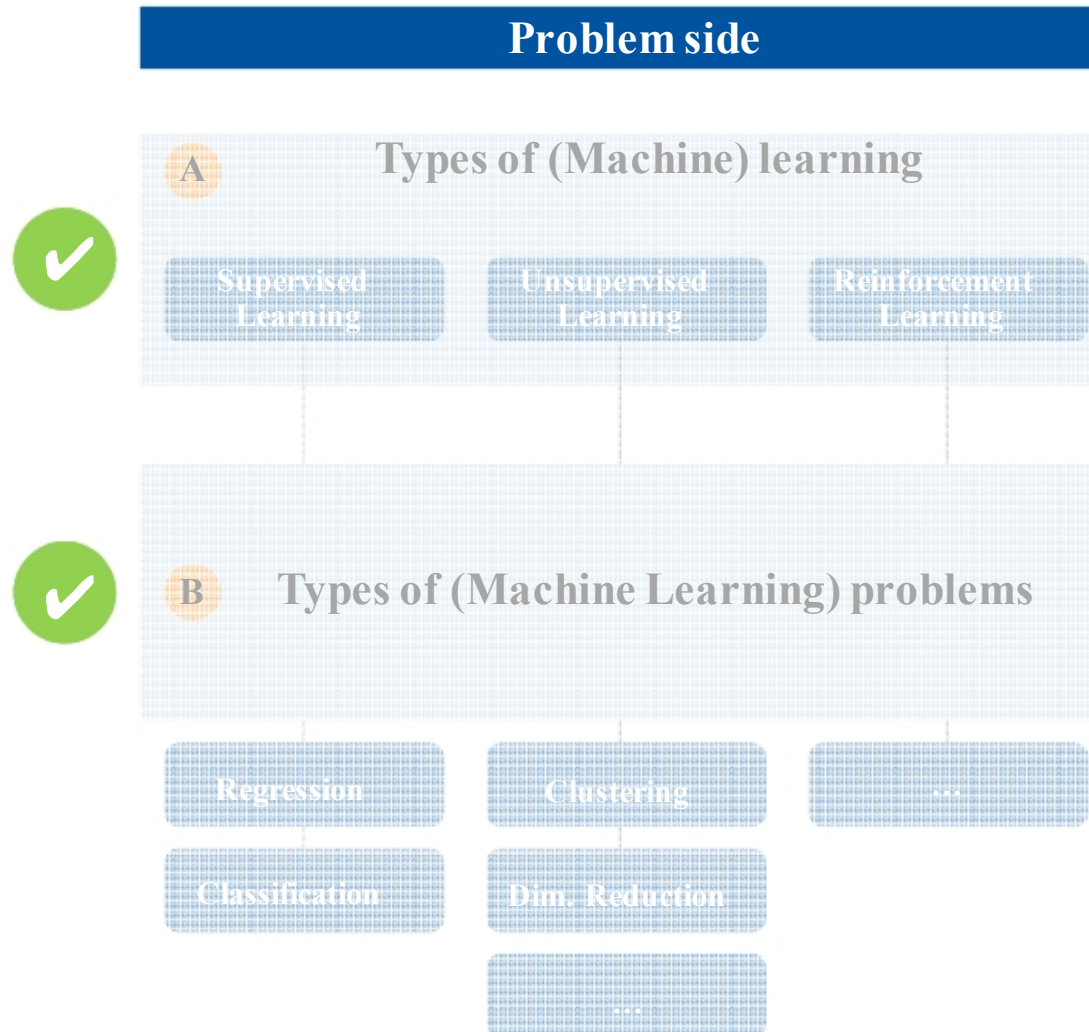 Problem side
A
Types of (Machine) learning
Supervised
Learning
Unsupervised
Learning
Reinforcement
Learning
B
Types of (Machine Learning) problems
Regression
Clustering
...
Classification
Dim. Reduction
...